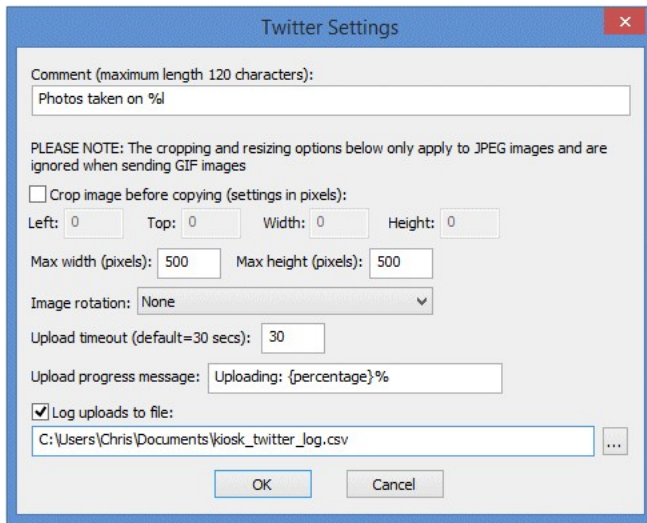 Twitter Settings
x
Comment (maximum length 120 characters):
Photos taken on %l
PLEASE NOTE: The cropping and resizing options below only apply to JPEG images and are
ignored when sending GIF images
Crop image before copying (settings in pixels):
Left: 0 Top: 0 Width: 0 Height: 0
Max width (pixels): 500 Max height (pixels): 500
Image rotation: None
Upload timeout (default=30 secs): 30
Upload progress message: Uploading: {percentage}%
Log uploads to file:
C:\Users\Chris\Documents\kiosk_twitter_log.csv
...
OK Cancel